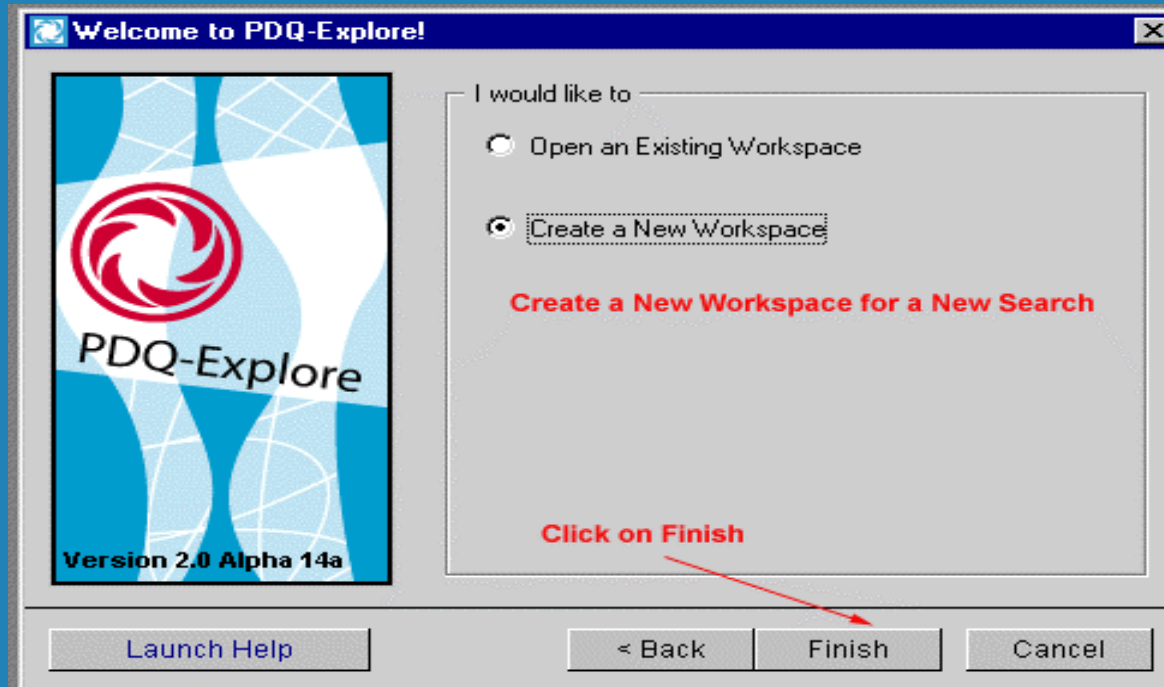 Welcome to PDQ-Explore!
I would like to
Open an Existing Workspace
Create a New Workspace
Create a New Workspace for a New Search
PDQ-Explore
Click on Finish
Version 2.0 Alpha 14a
Launch Help
< Back
Finish
Cancel